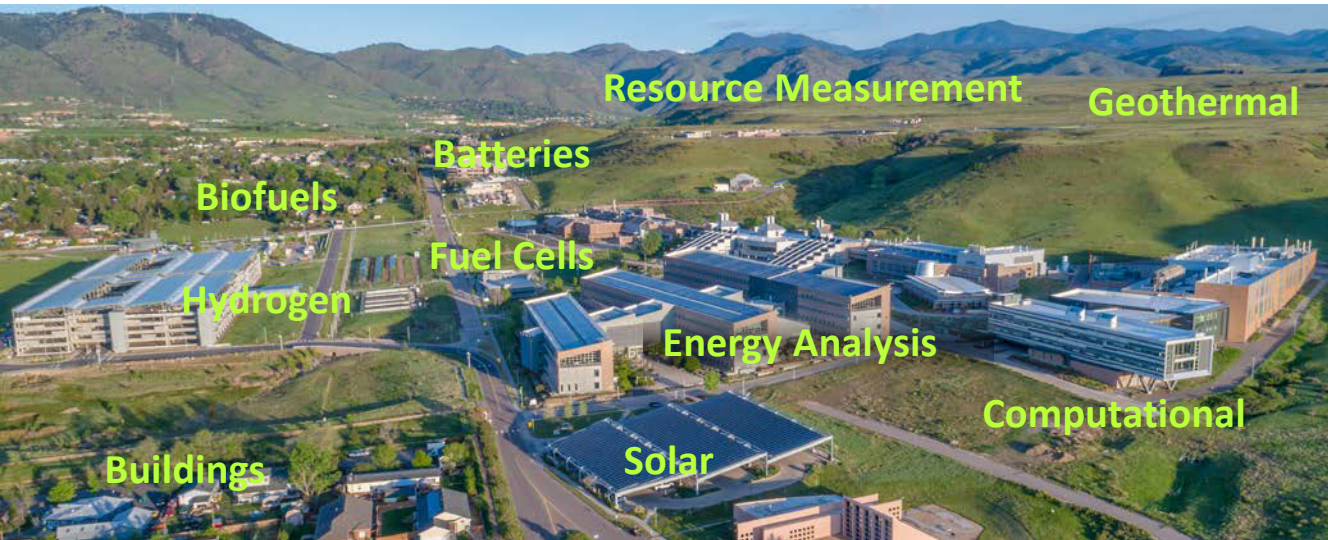 Resource Measurement
Geothermal
Batteries
Biofuels
Fuel Cells
Hydrogen
Energy Analysis
Computational
Solar
Buildings